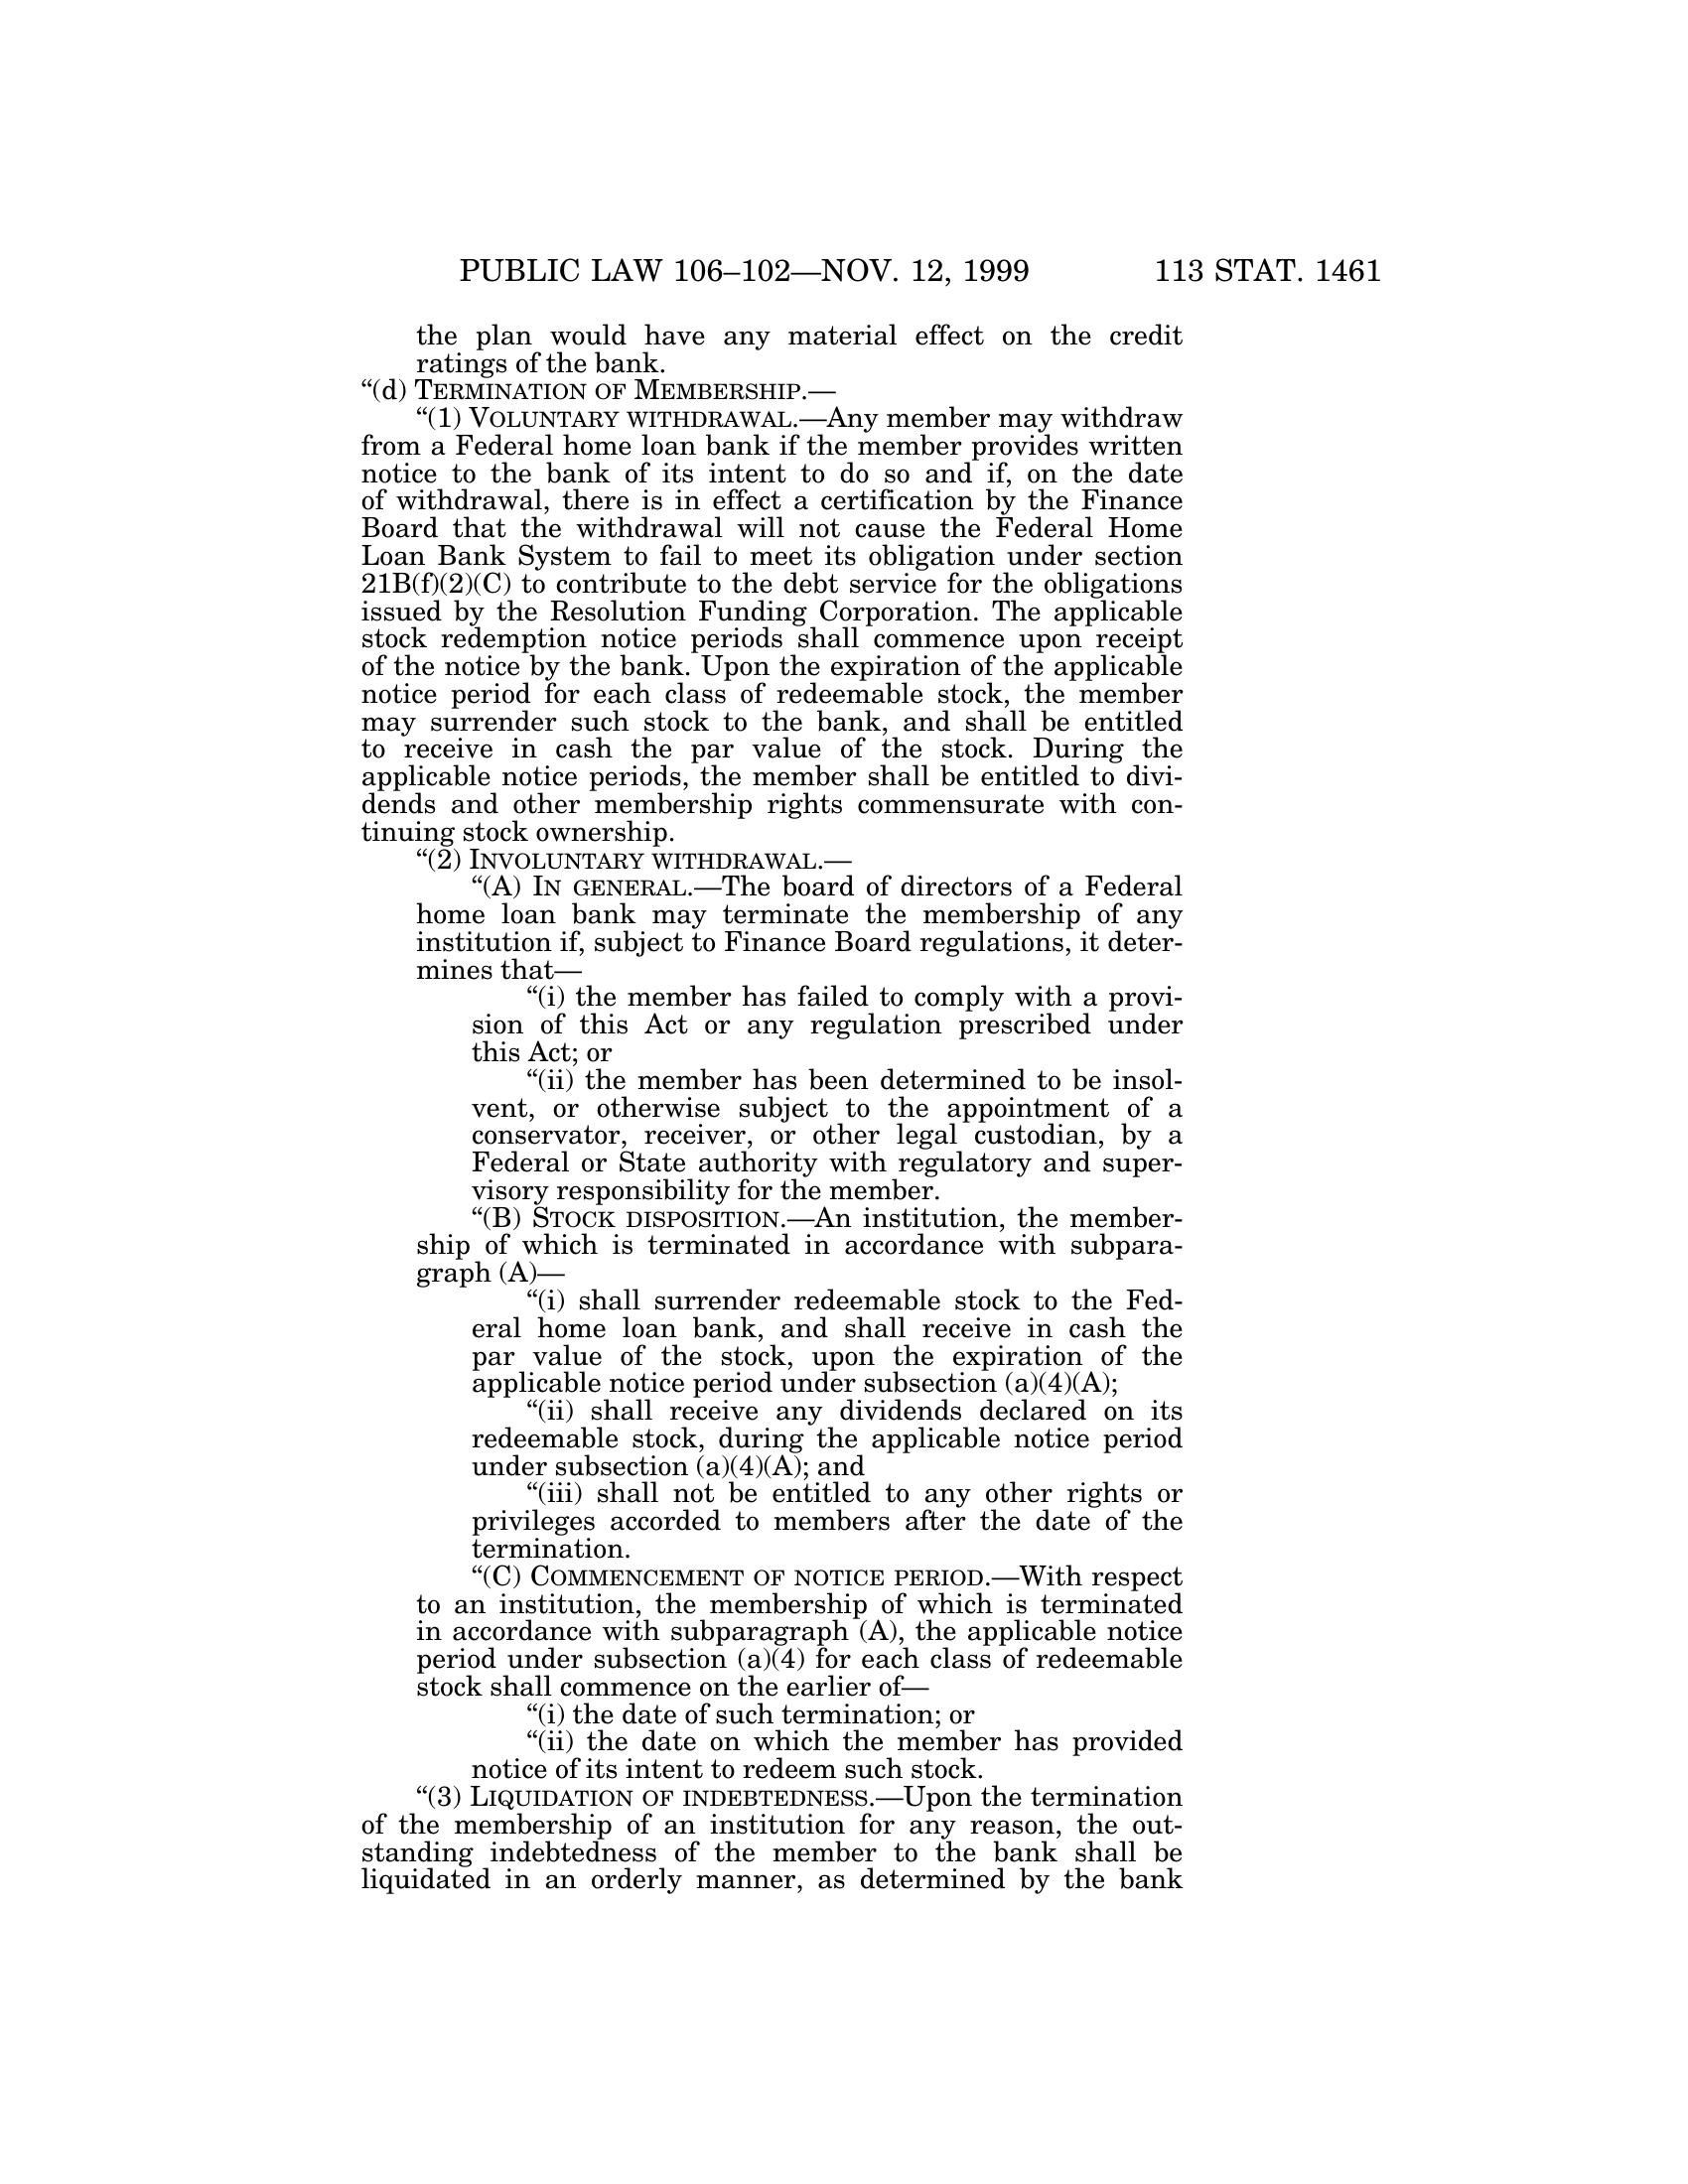 PUBLIC LAW 106–102—NOV. 12, 1999 113 STAT. 1461
the plan would have any material effect on the credit
ratings of the bank.
“(d) TERMINATION OF MEMBERSHIP.—
“(1) VOLUNTARY WITHDRAWAL.—Any member may withdraw
from a Federal home loan bank if the member provides written
notice to the bank of its intent to do so and if, on the date
of withdrawal, there is in effect a certification by the Finance
Board that the withdrawal will not cause the Federal Home
Loan Bank System to fail to meet its obligation under section
21B(f)(2)(C) to contribute to the debt service for the obligations
issued by the Resolution Funding Corporation. The applicable
stock redemption notice periods shall commence upon receipt
of the notice by the bank. Upon the expiration of the applicable
notice period for each class of redeemable stock, the member
may surrender such stock to the bank, and shall be entitled
to receive in cash the par value of the stock. During the
applicable notice periods, the member shall be entitled to divi-
dends and other membership rights commensurate with con-
tinuing stock ownership.
“(2) INVOLUNTARY WITHDRAWAL.—
“(A) IN GENERAL.—The board of directors of a Federal
home loan bank may terminate the membership of any
institution if, subject to Finance Board regulations, it deter-
mines that—
“(i) the member has failed to comply with a provi-
sion of this Act or any regulation prescribed under
this Act; or
“(ii) the member has been determined to be insol-
vent, or otherwise subject to the appointment of a
conservator, receiver, or other legal custodian, by a
Federal or State authority with regulatory and super-
visory responsibility for the member.
“(B) STOCK DISPOSITION.—An institution, the member-
ship of which is terminated in accordance with subpara-
graph (A)—
“(i) shall surrender redeemable stock to the Fed-
eral home loan bank, and shall receive in cash the
par value of the stock, upon the expiration of the
applicable notice period under subsection (a)(4)(A);
“(ii) shall receive any dividends declared on its
redeemable stock, during the applicable notice period
under subsection (a)(4)(A); and
“(iii) shall not be entitled to any other rights or
privileges accorded to members after the date of the
termination.
“(C) COMMENCEMENT OF NOTICE PERIOD.—With respect
to an institution, the membership of which is terminated
in accordance with subparagraph (A), the applicable notice
period under subsection (a)(4) for each class of redeemable
stock shall commence on the earlier of—
“(i) the date of such termination; or
“(ii) the date on which the member has provided
notice of its intent to redeem such stock.
“(3) LIQUIDATION OF INDEBTEDNESS.—Upon the termination
of the membership of an institution for any reason, the out-
standing indebtedness of the member to the bank shall be
liquidated in an orderly manner, as determined by the bank